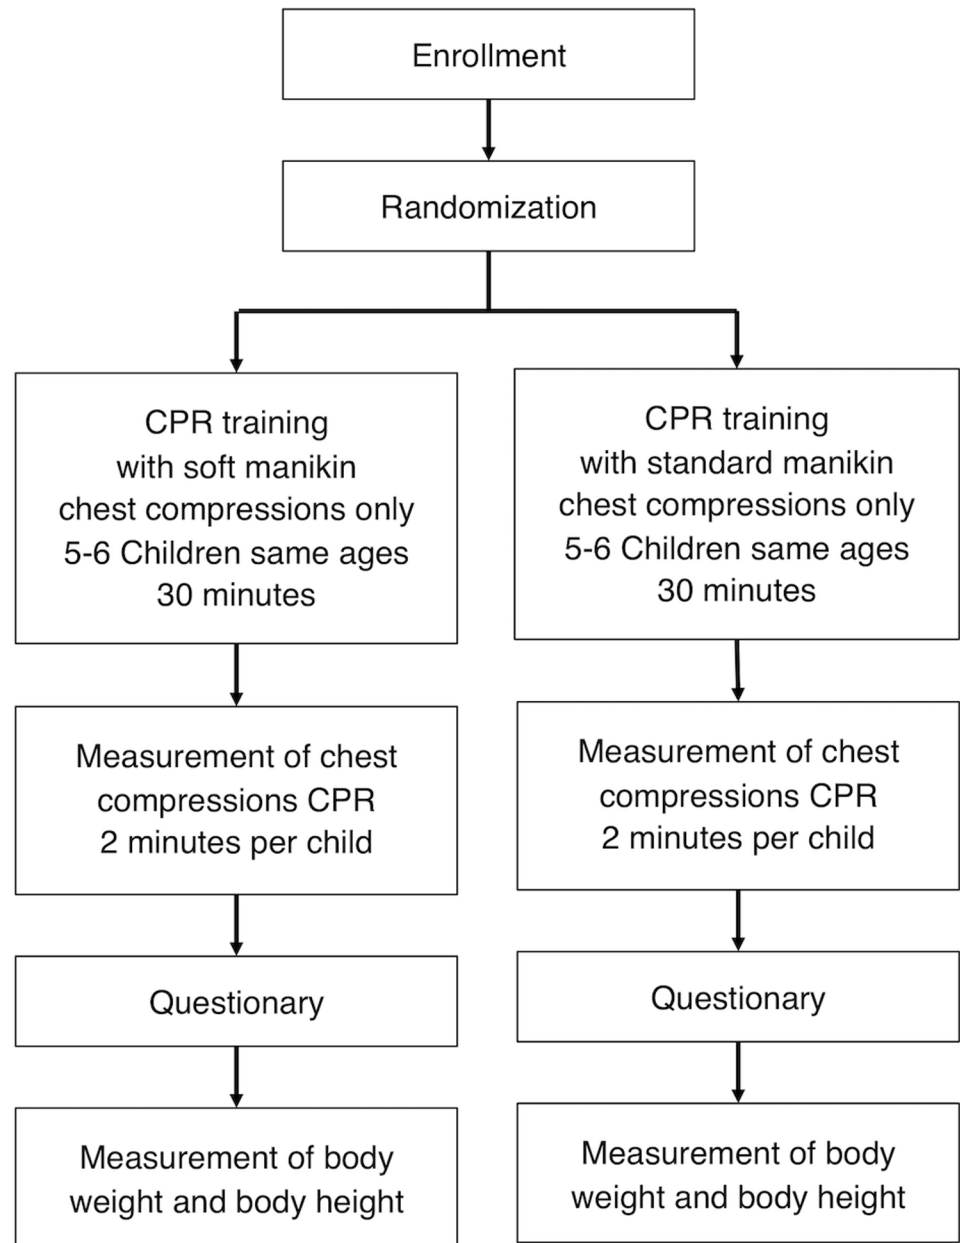 Enrollment
Randomization
CPR training
with soft manikin
chest compressions only
5-6 Children same ages
30 minutes
CPR training
with standard manikin
chest compressions only
5-6 Children same ages
30 minutes
Measurement of chest
compressions CPR
2 minutes per child
Measurement of chest
compressions CPR
2 minutes per child
Questionary
Questionary
Measurement of body
weight and body height
Measurement of body
weight and body height